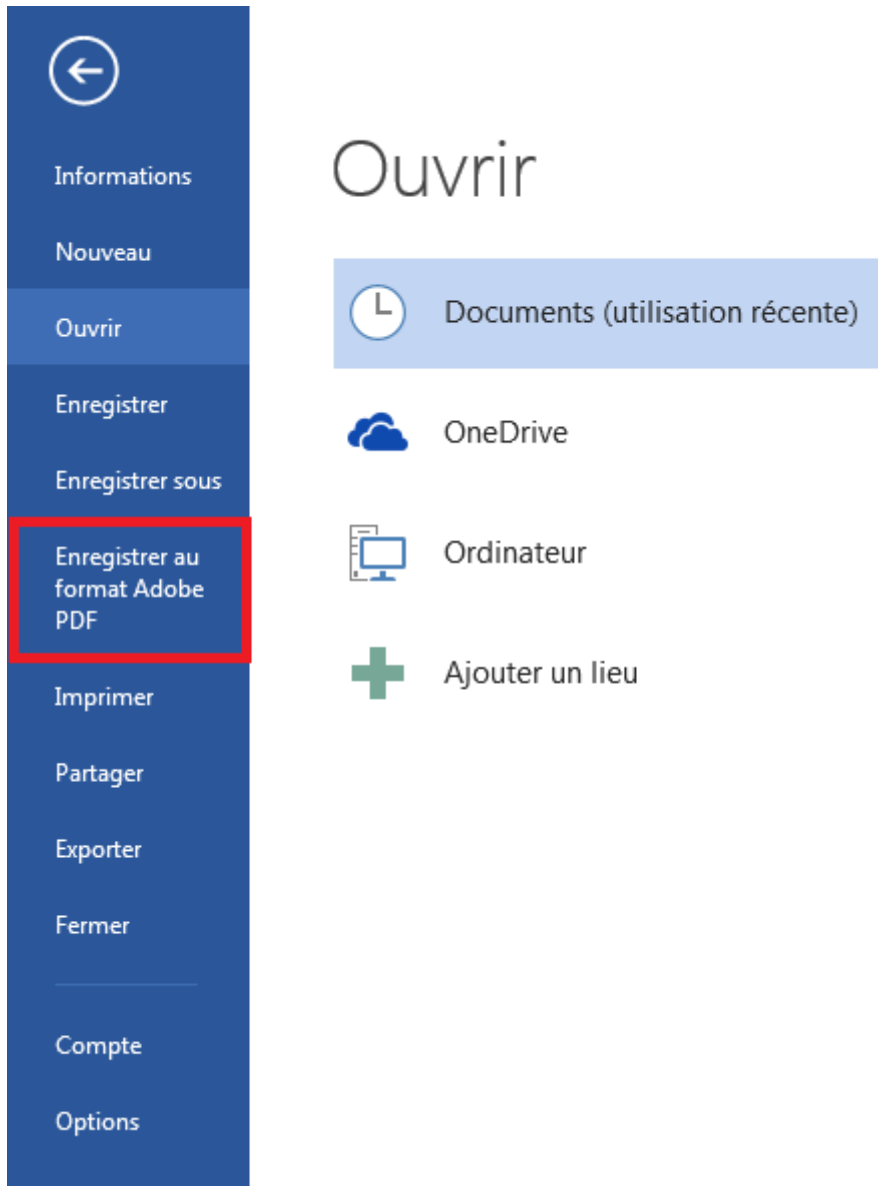 Informations
Nouveau
Ouvrir
Enregistrer
Enregistrer sous
Enregistrer au
format Adobe
PDF
Imprimer
Partager
Exporter
Fermer
Compte
Options
Ouvrir
Documents (utilisation récente)
OneDrive
Ordinateur
Ajouter un lieu